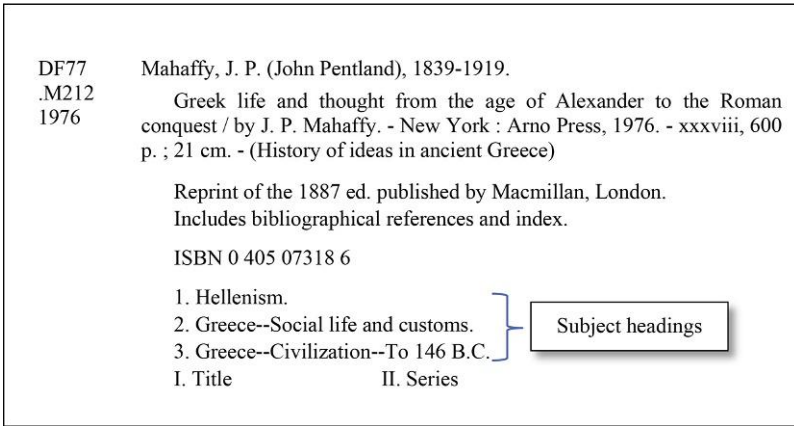 DF77
.M212
1976
Mahaffy, J. P. (John Pentland), 1839-1919.
Greek life and thought from the age of Alexander to the Roman
conquest / by J. P. Mahaffy. - New York : Arno Press, 1976. - xxxviii, 600
p. ; 21 cm. - (History of ideas in ancient Greece)
Reprint of the 1887 ed. published by Macmillan, London.
Includes bibliographical references and index.
ISBN 0 405 07318 6
1. Hellenism.
2. Greece--Social life and customs.
3. Greece--Civilization--To 146 B.C.
Subject headings
I. Title II. Series